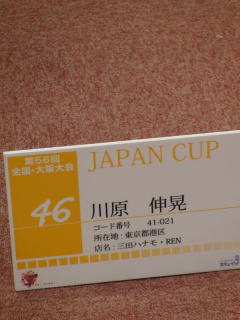 第56回
全国・大阪大会
JAPAN CUP
46
川原 伸晃
コード番号 41-021
所在地：東京都港区
店名：三田ハナモ・REN